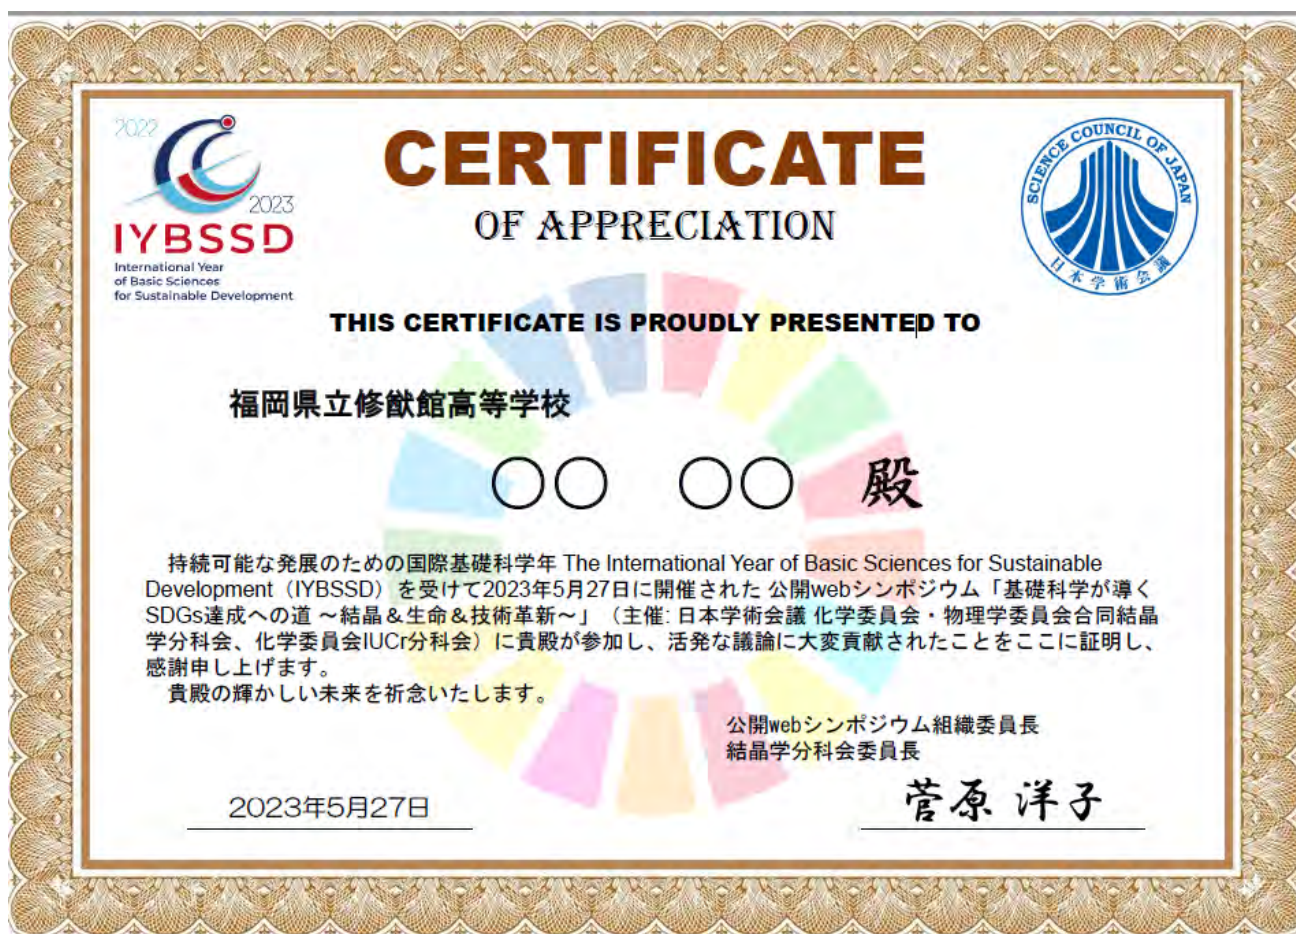 2022
2023
IYBSSD
International Year
of Basic Sciences
for Sustainable Development
CERTIFICATE
OF APPRECIATION
SCIENCE COUNCIL OF JAPAN
日本学術会議
THIS CERTIFICATE IS PROUDLY PRESENTED TO
福岡県立修猷館高等学校
○○ ○○ 殿
持続可能な発展のための国際基礎科学年 The International Year of Basic Sciences for Sustainable
Development（IYBSSD）を受けて2023年5月27日に開催された 公開webシンポジウム「基礎科学が導く
SDGs達成への道 ～結晶＆生命＆技術革新～」（主催: 日本学術会議 化学委員会・物理学委員会合同結晶
学分科会、化学委員会IUCr分科会）に貴殿が参加し、活発な議論に大変貢献されたことをここに証明し、
感謝申し上げます。
貴殿の輝かしい未来を祈念いたします。
公開webシンポジウム組織委員長
結晶学分科会委員長
2023年5月27日
菅原 洋子